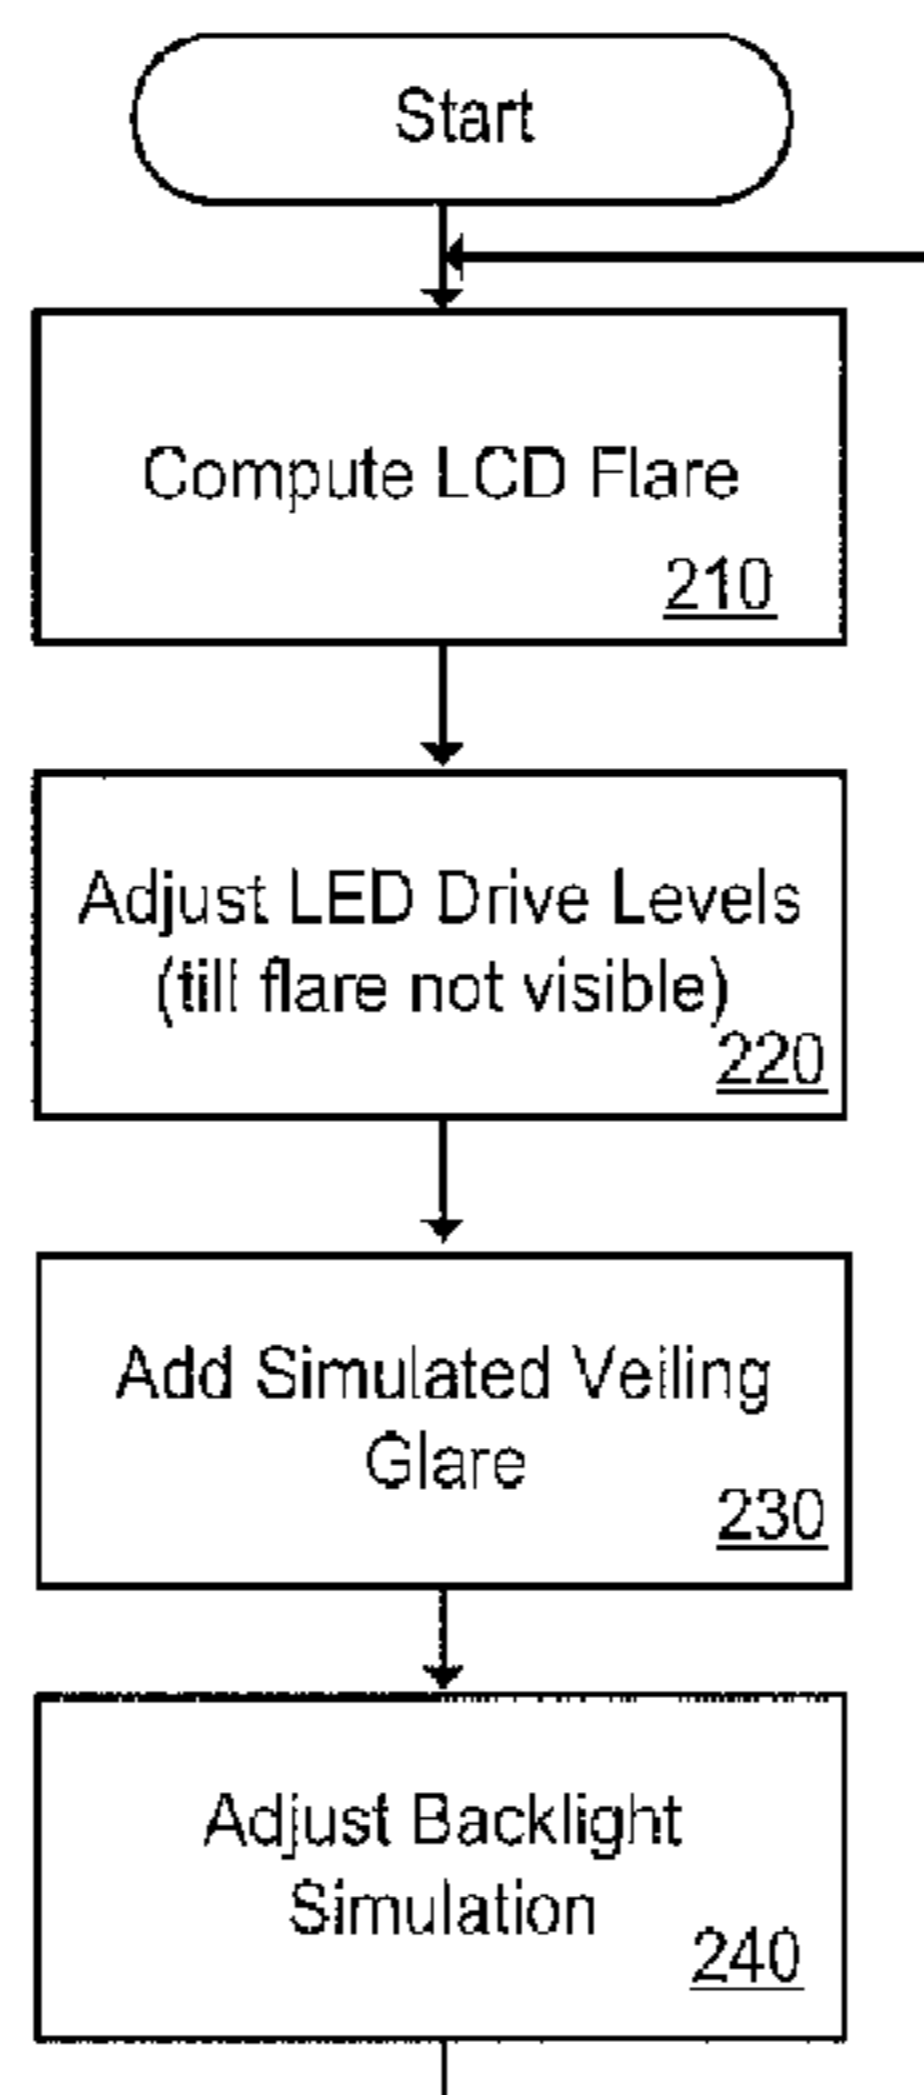 Start
Compute LCD Flare
210
Adjust LED Drive Levels
(till flare not visible)
220
Add Simulated Veiling
Glare
230
Adjust Backlight
Simulation
240